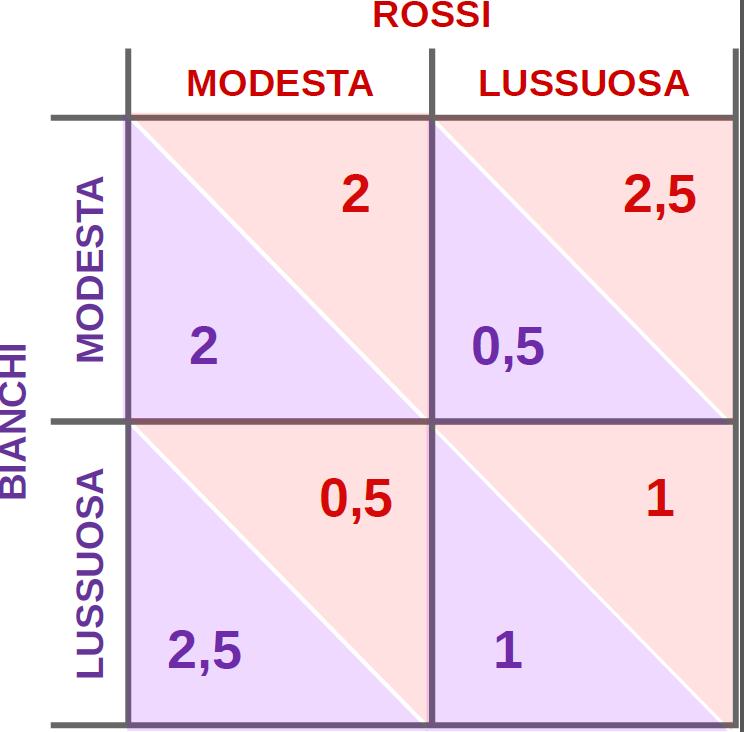 ROSSI
MODESTA LUSSUOSA
BIANCHI
MODESTA
2
2,5
2
0,5
LUSSUOSA
0,5
1
2,5
1